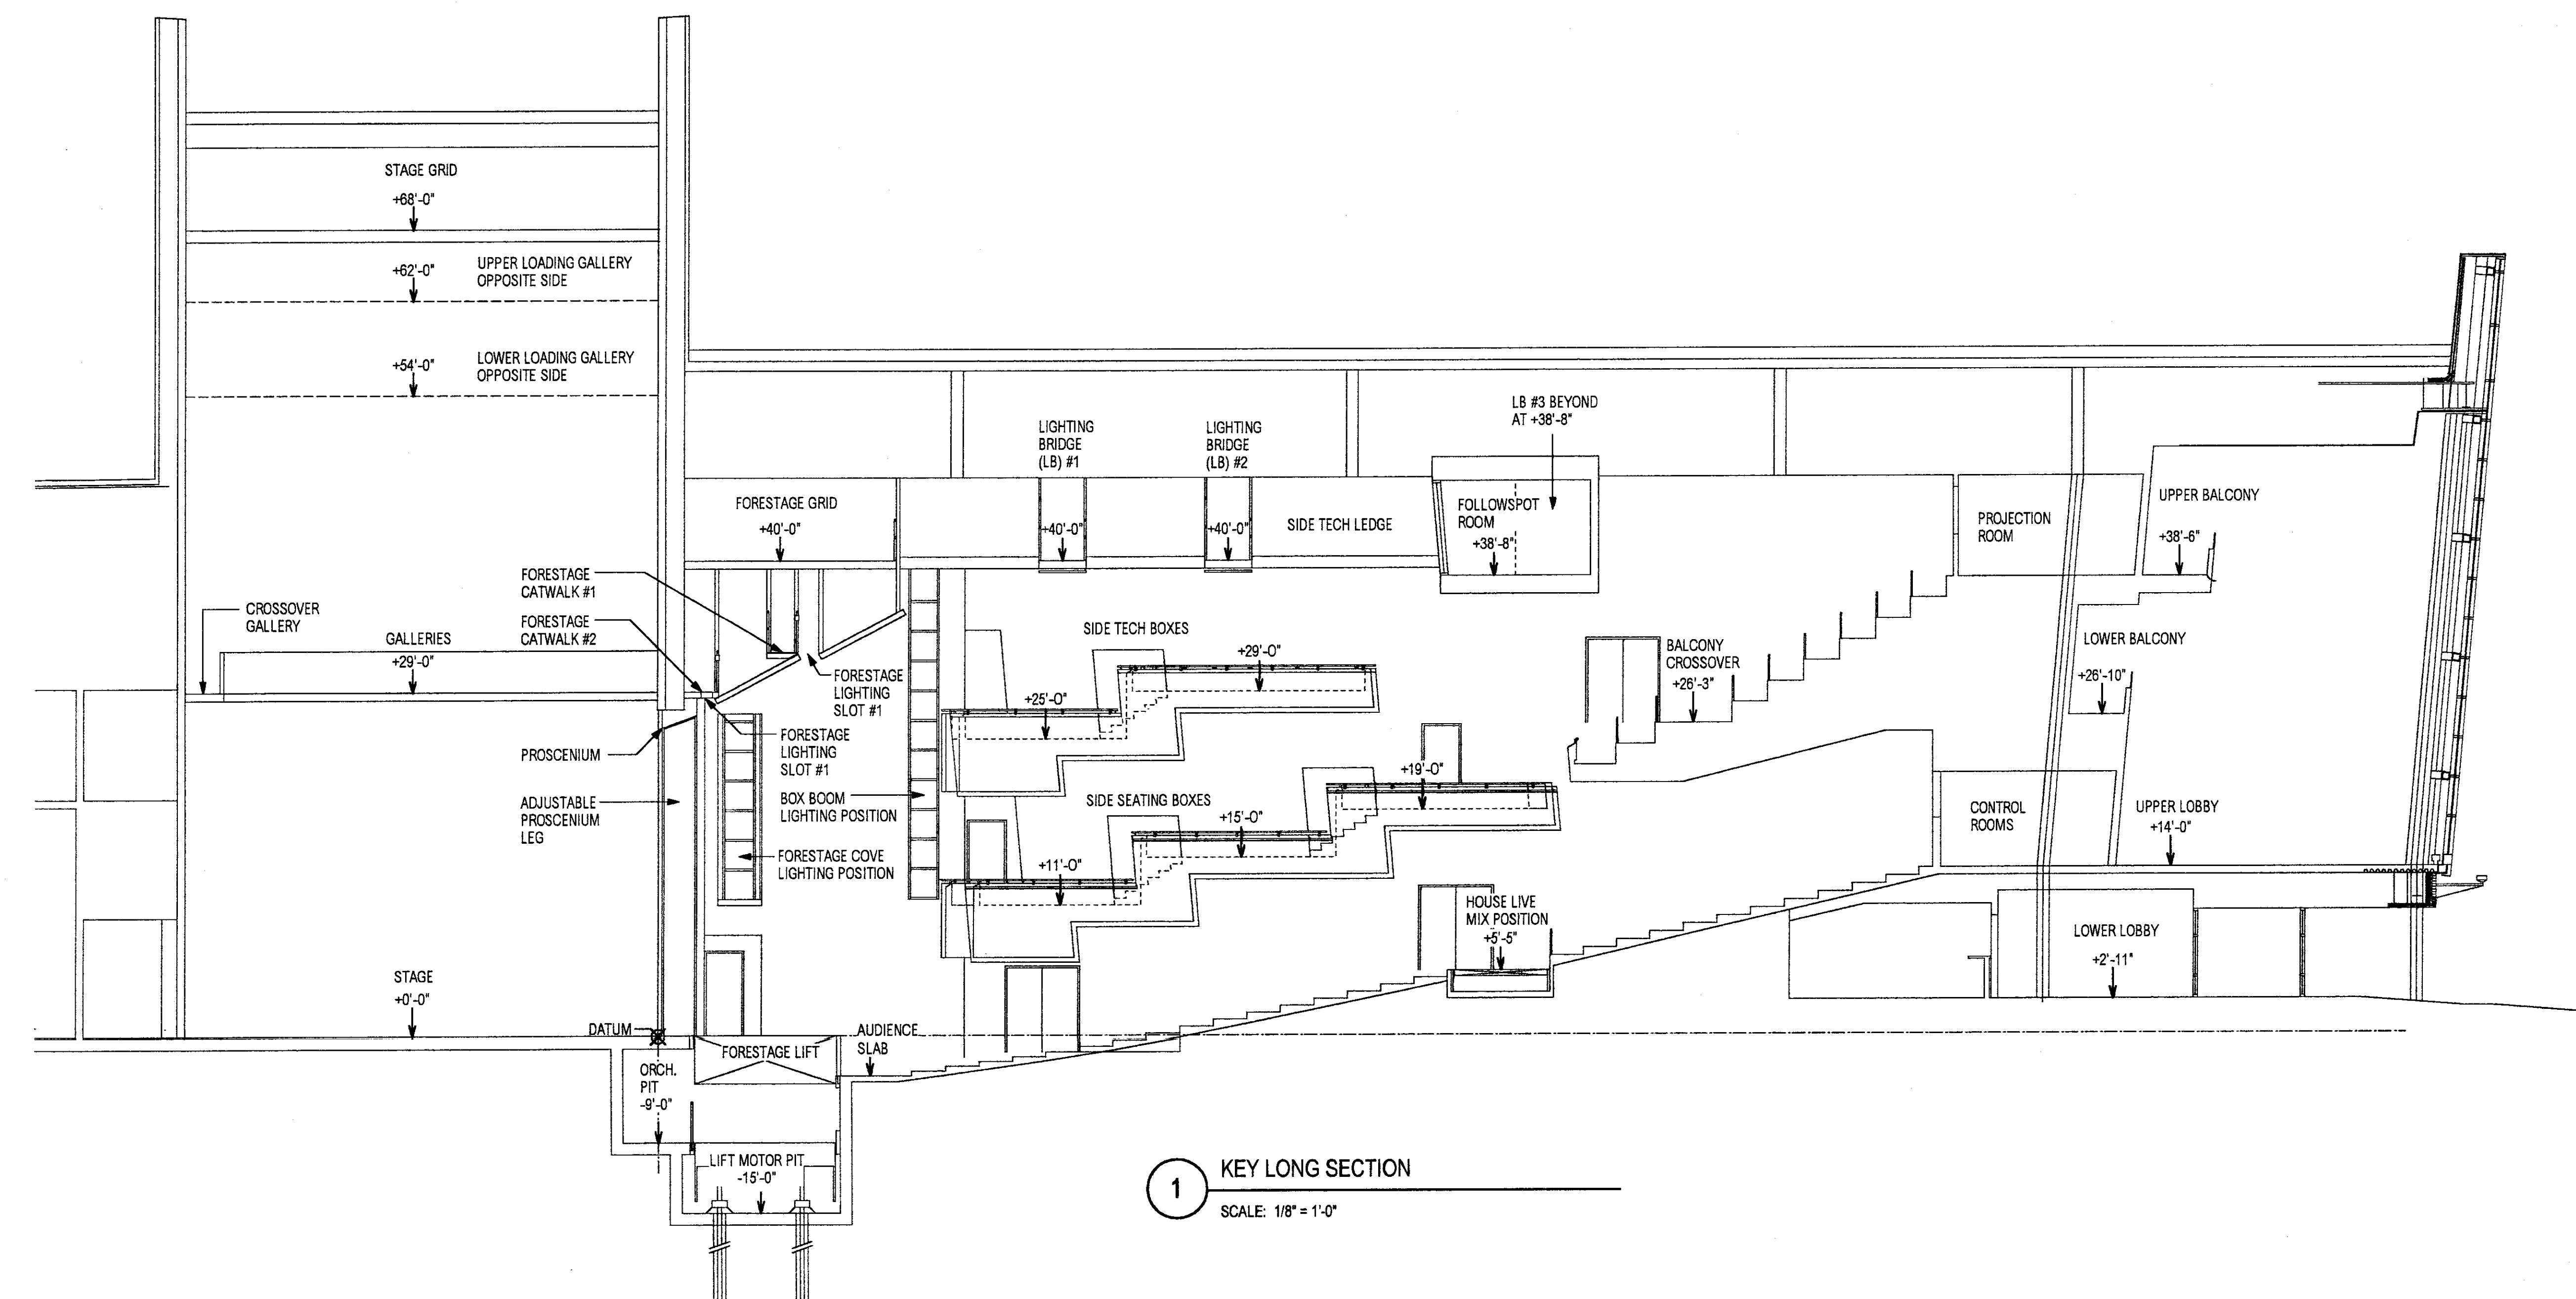 STAGE GRID
+68'-0"
+62'-0"
UPPER LOADING GALLERY
OPPOSITE SIDE
+54'-0"
LOWER LOADING GALLERY
OPPOSITE SIDE
LIGHTING
BRIDGE
(LB) #1
+40'-0"
LIGHTING
BRIDGE
(LB) #2
+40'-0"
LB #3 BEYOND
AT +38'-8"
FORESTAGE GRID
+40'-0"
SIDE TECH LEDGE
FOLLOWSPOT
ROOM
+38'-8"
PROJECTION
ROOM
UPPER BALCONY
+38'-6"
FORESTAGE
CATWALK #1
FORESTAGE
CATWALK #2
CROSSOVER
GALLERY
GALLERIES
+29'-0"
SIDE TECH BOXES
+29'-0"
+25'-0"
BALCONY
CROSSOVER
+26'-3"
LOWER BALCONY
+26'-10"
FORESTAGE
LIGHTING
SLOT #1
FORESTAGE
LIGHTING
SLOT #1
PROSCENIUM
ADJUSTABLE
PROSCENIUM
LEG
BOX BOOM
LIGHTING POSITION
FORESTAGE COVE
LIGHTING POSITION
SIDE SEATING BOXES
+19'-0"
+15'-0"
+11'-0"
CONTROL
ROOMS
UPPER LOBBY
+14'-0"
HOUSE LIVE
MIX POSITION
+5'-5"
LOWER LOBBY
+2'-11"
STAGE
+0'-0"
DATUM
FORESTAGE LIFT
AUDIENCE
SLAB
ORCH.
PIT
-9'-0"
LIFT MOTOR PIT
-15'-0"
1
KEY LONG SECTION
SCALE: 1/8" = 1'-0"